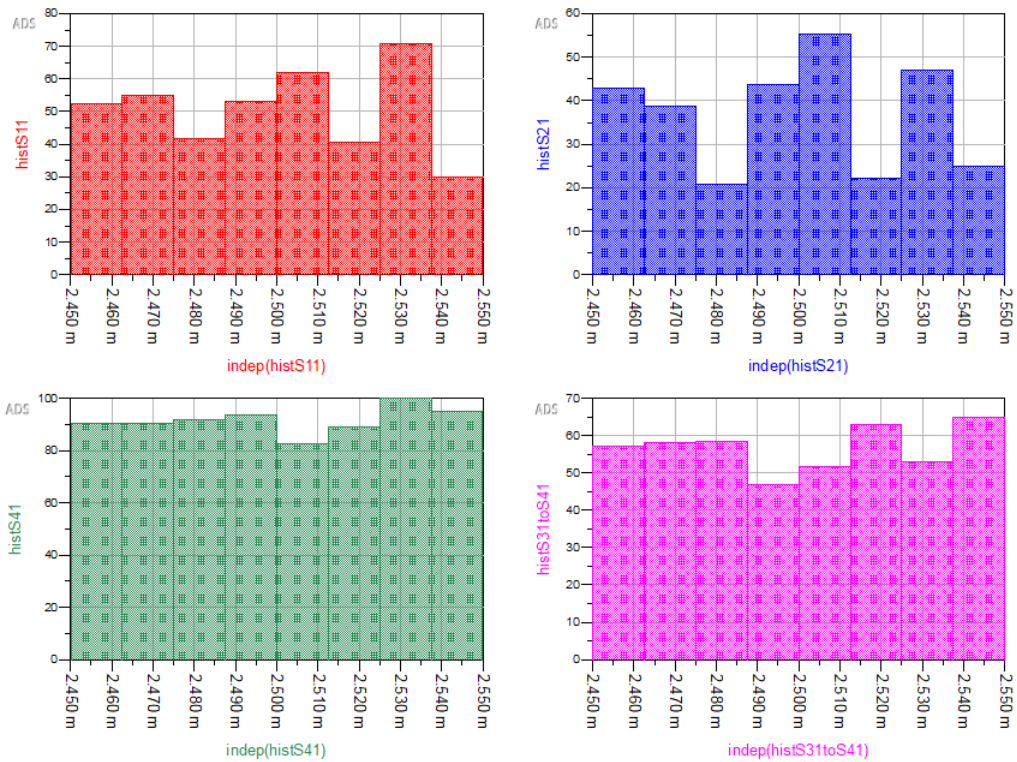 ADS
histS11
80
70
60
50
40
30
20
10
0
2.450 m
2.460 m
2.470 m
2.480 m
2.490 m
2.500 m
2.510 m
2.520 m
2.530 m
2.540 m
2.550 m
indep(histS11)
ADS
histS21
60
50
40
30
20
10
0
2.450 m
2.460 m
2.470 m
2.480 m
2.490 m
2.500 m
2.510 m
2.520 m
2.530 m
2.540 m
2.550 m
indep(histS21)
ADS
histS41
100
80
60
40
20
0
2.450 m
2.460 m
2.470 m
2.480 m
2.490 m
2.500 m
2.510 m
2.520 m
2.530 m
2.540 m
2.550 m
indep(histS41)
ADS
histS31toS41
70
60
50
40
30
20
10
0
2.450 m
2.460 m
2.470 m
2.480 m
2.490 m
2.500 m
2.510 m
2.520 m
2.530 m
2.540 m
2.550 m
indep(histS31toS41)